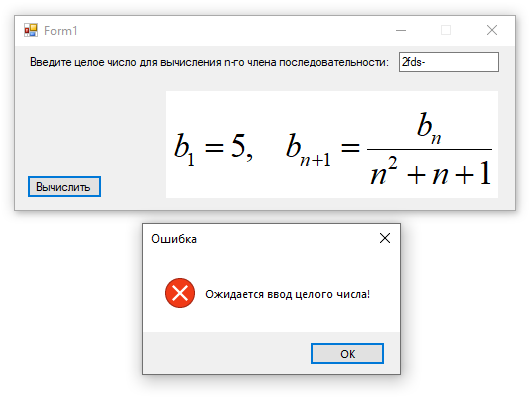 Form1
Введите целое число для вычисления n-го члена последовательности: 2fds-
b₁ = 5, bₙ₊₁ = bₙ / (n² + n + 1)
Вычислить
Ошибка
Ожидается ввод целого числа!
OK